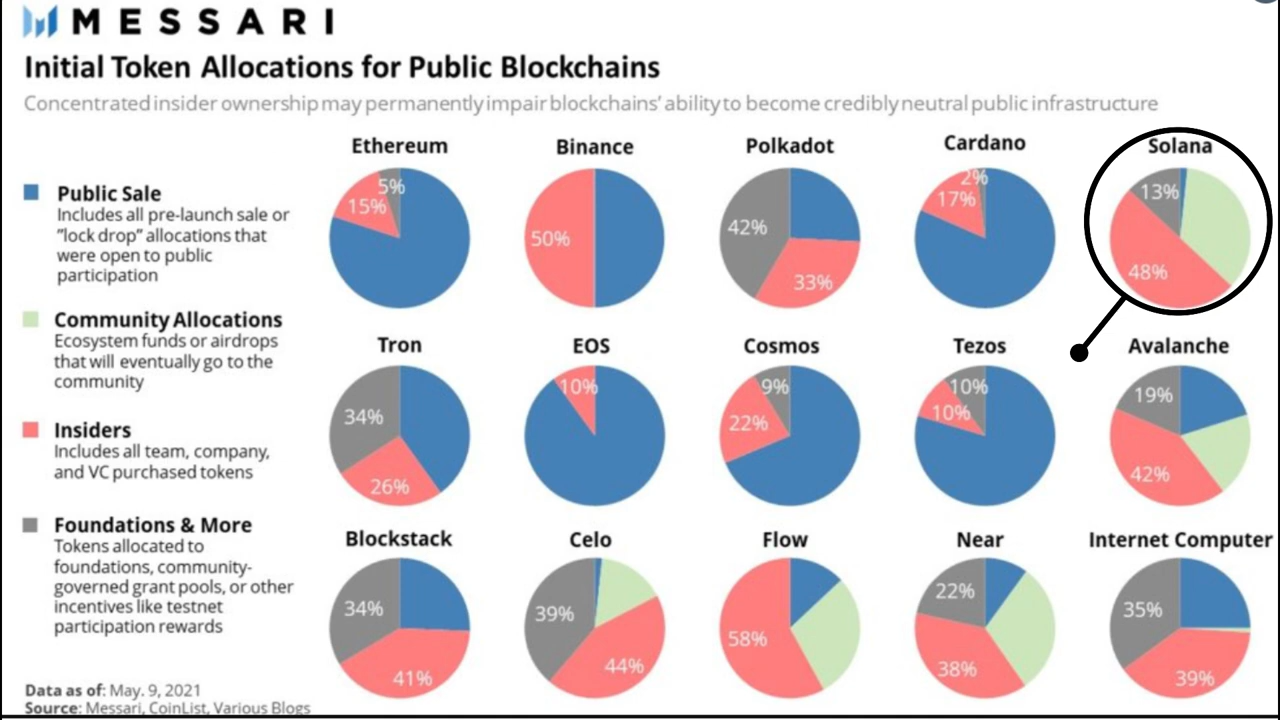 MESSARI
Initial Token Allocations for Public Blockchains
Concentrated insider ownership may permanently impair blockchains’ ability to become credibly neutral public infrastructure
Public Sale
Includes all pre-launch sale or
“lock drop” allocations that
were open to public
participation
Community Allocations
Ecosystem funds or airdrops
that will eventually go to the
community
Insiders
Includes all team, company,
and VC purchased tokens
Foundations & More
Tokens allocated to
foundations, community-
governed grant pools, or other
incentives like testnet
participation rewards
Ethereum
5%
15%
Binance
50%
Polkadot
42%
33%
Cardano
2%
17%
Solana
13%
48%
Tron
34%
26%
EOS
10%
Cosmos
9%
22%
Tezos
10%
10%
Avalanche
19%
42%
Blockstack
34%
41%
Celo
39%
44%
Flow
58%
Near
22%
38%
Internet Computer
35%
39%
Data as of: May. 9, 2021
Source: Messari, CoinList, Various Blogs